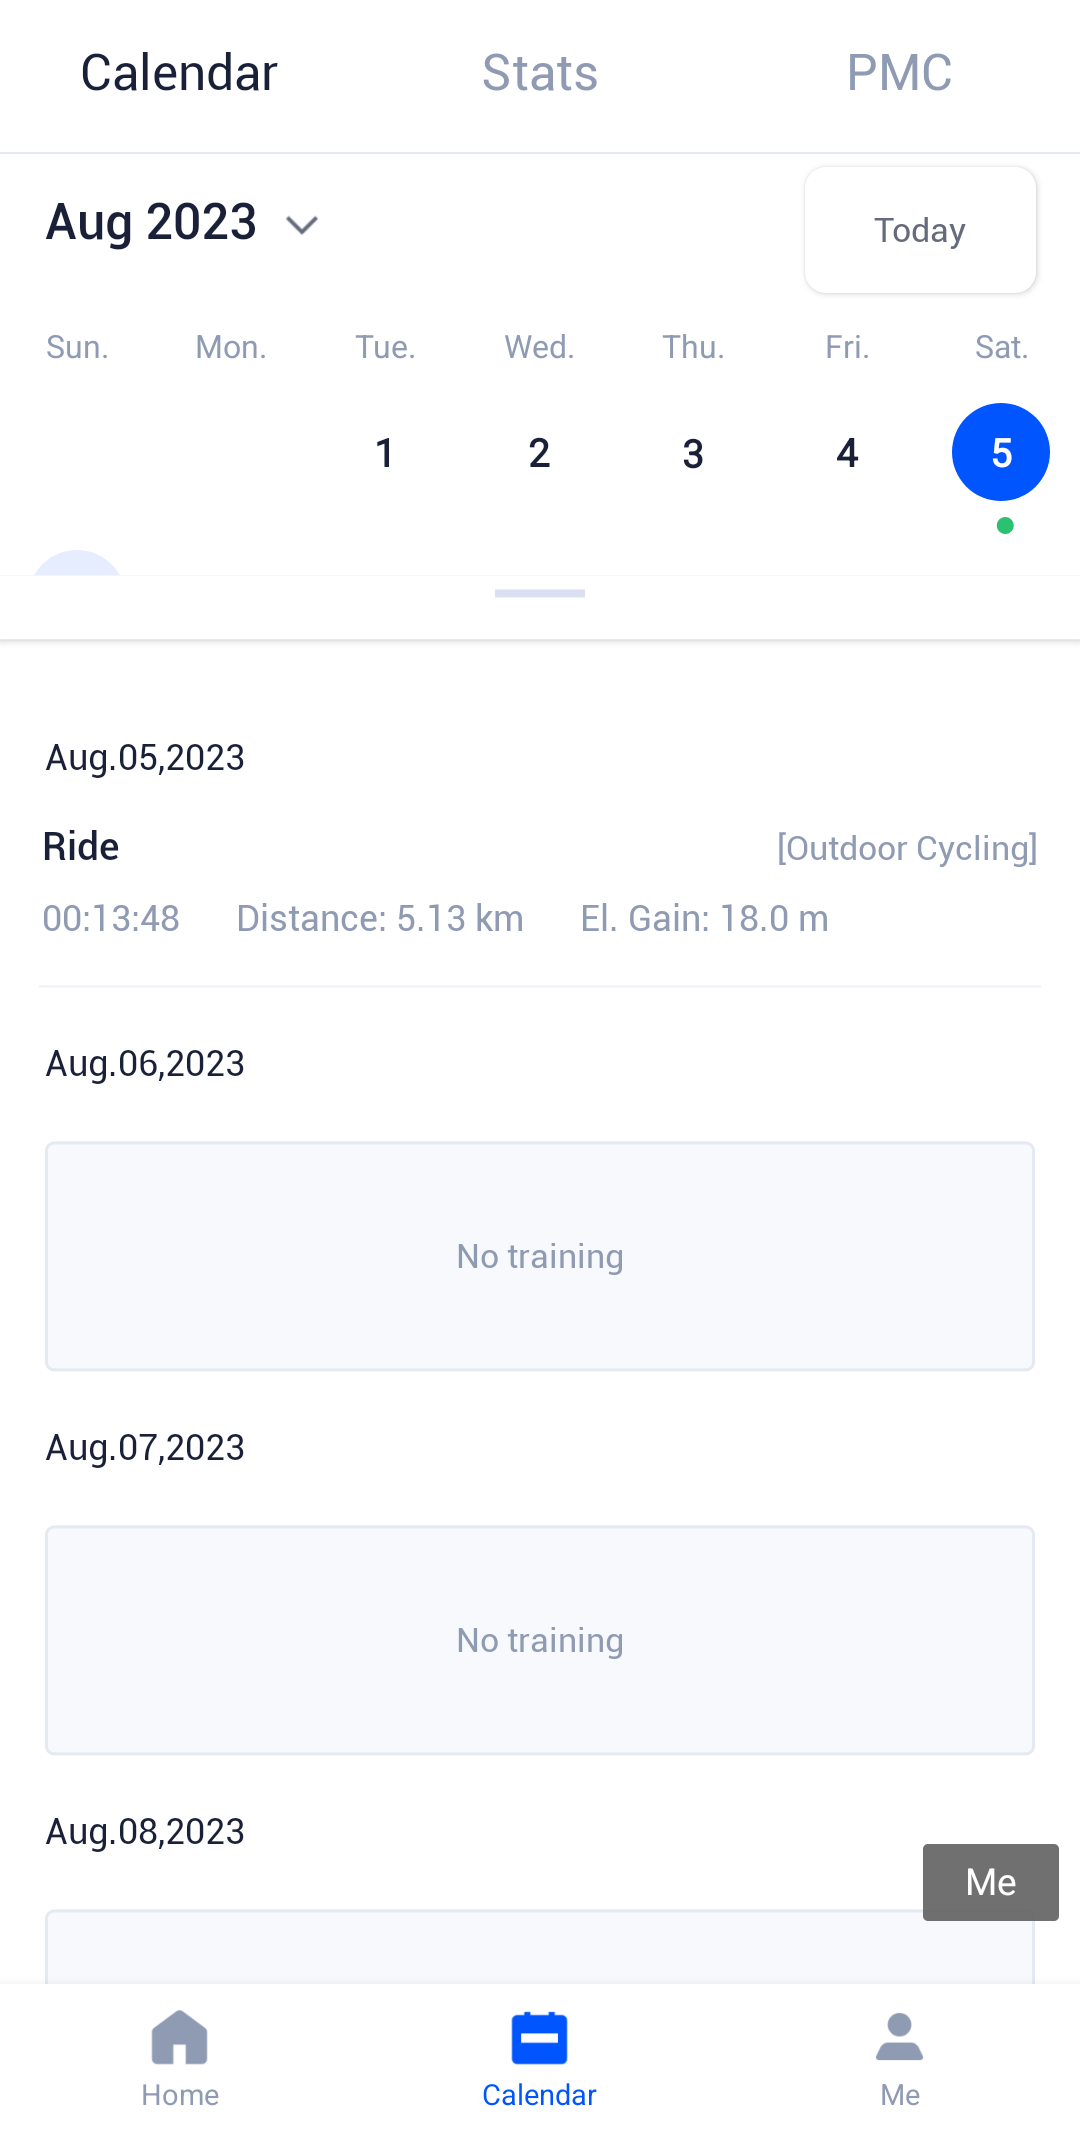 Calendar Stats PMC
Aug 2023 Today
Sun. Mon. Tue. Wed. Thu. Fri. Sat.
1 2 3 4 5
Aug.05,2023
Ride [Outdoor Cycling]
00:13:48 Distance: 5.13 km El. Gain: 18.0 m
Aug.06,2023
No training
Aug.07,2023
No training
Aug.08,2023
Me
Home Calendar Me